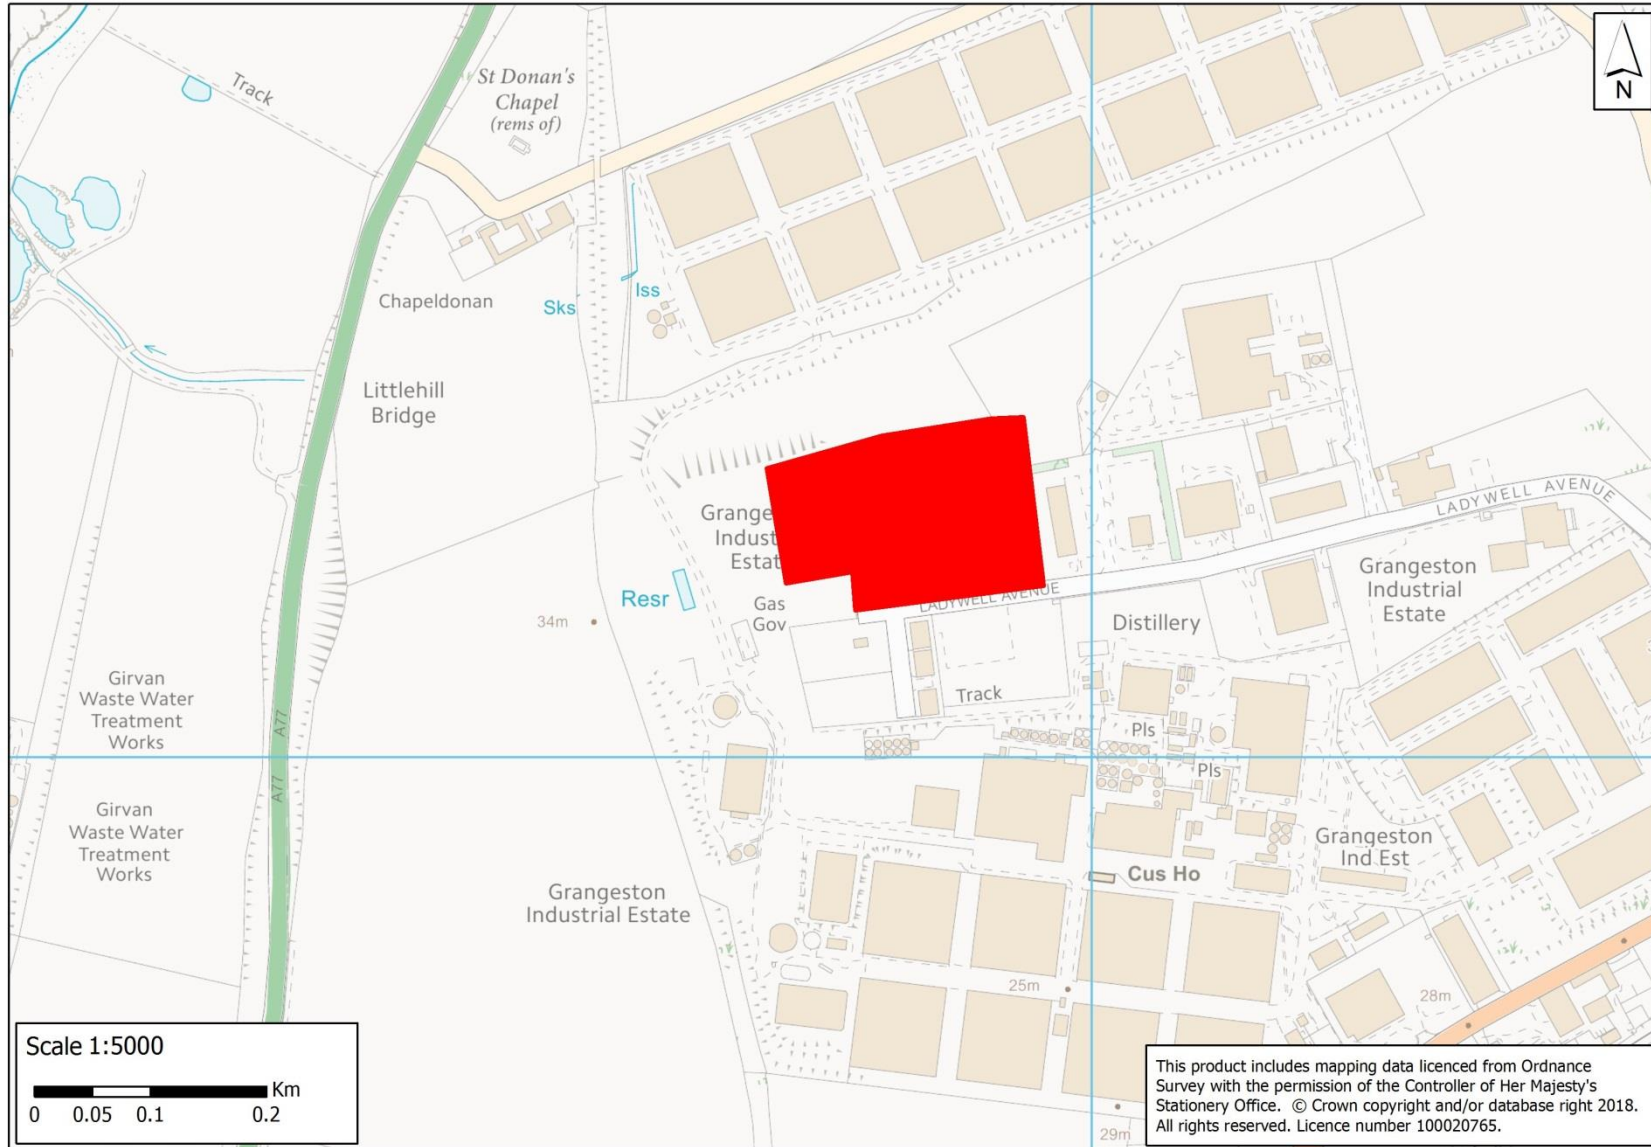 N
Track
St Donan's
Chapel
(rems of)
Chapeldonan
Sks
Iss
Littlehill
Bridge
LADYWELL AVENUE
Grange
Indust
Estat
Grangeston
Industrial
Estate
Resr
Gas
Gov
LADYWELL AVENUE
34m
Distillery
Girvan
Waste Water
Treatment
Works
Track
A77
Pls
Pls
A77
Girvan
Waste Water
Treatment
Works
Grangeston
Ind Est
Cus Ho
Grangeston
Industrial Estate
25m
28m
29m
Scale 1:5000
Km
0 0.05 0.1 0.2
This product includes mapping data licenced from Ordnance
Survey with the permission of the Controller of Her Majesty's
Stationery Office. © Crown copyright and/or database right 2018.
All rights reserved. Licence number 100020765.